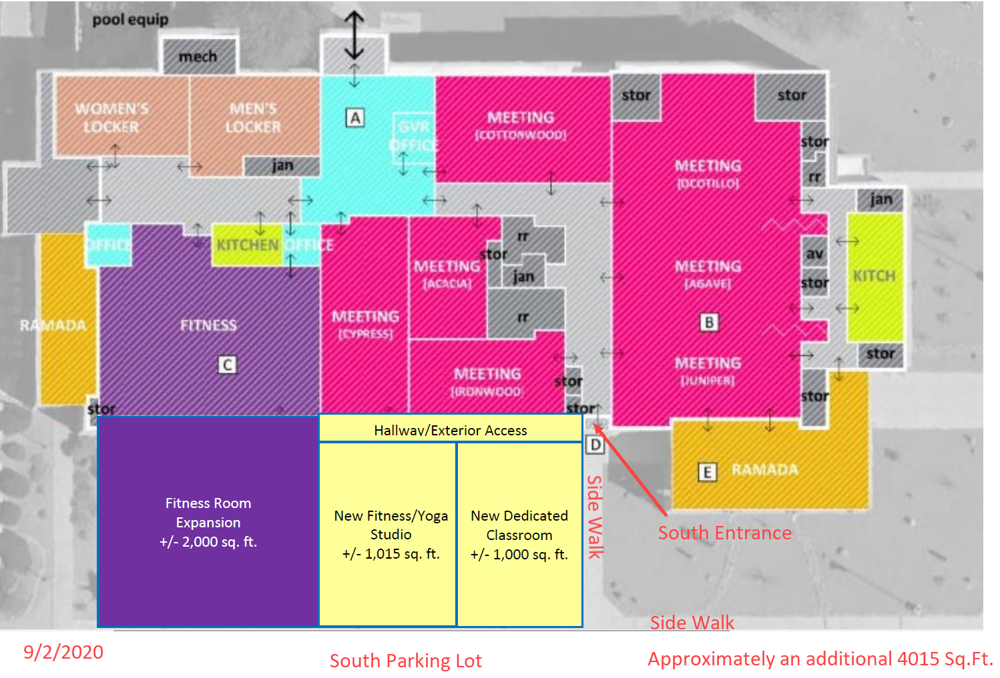 pool equip
mech
WOMEN'S
LOCKER
MEN'S
LOCKER
jan
A
GVR
OFFICE
MEETING
[COTTONWOOD]
stor
stor
stor
rr
MEETING
[OCOTILLO]
jan
OFFICE
KITCHEN
OFFICE
rr
stor
jan
MEETING
[ACACIA]
av
stor
MEETING
[AGAVE]
KITCH
RAMADA
FITNESS
C
MEETING
[CYPRESS]
rr
B
stor
MEETING
[IRONWOOD]
stor
stor
MEETING
[JUNIPER]
stor
stor
Hallway/Exterior Access
D
E
RAMADA
Fitness Room
Expansion
+/- 2,000 sq. ft.
New Fitness/Yoga
Studio
+/- 1,015 sq. ft.
New Dedicated
Classroom
+/- 1,000 sq. ft.
Side Walk
South Entrance
Side Walk
9/2/2020
South Parking Lot
Approximately an additional 4015 Sq.Ft.